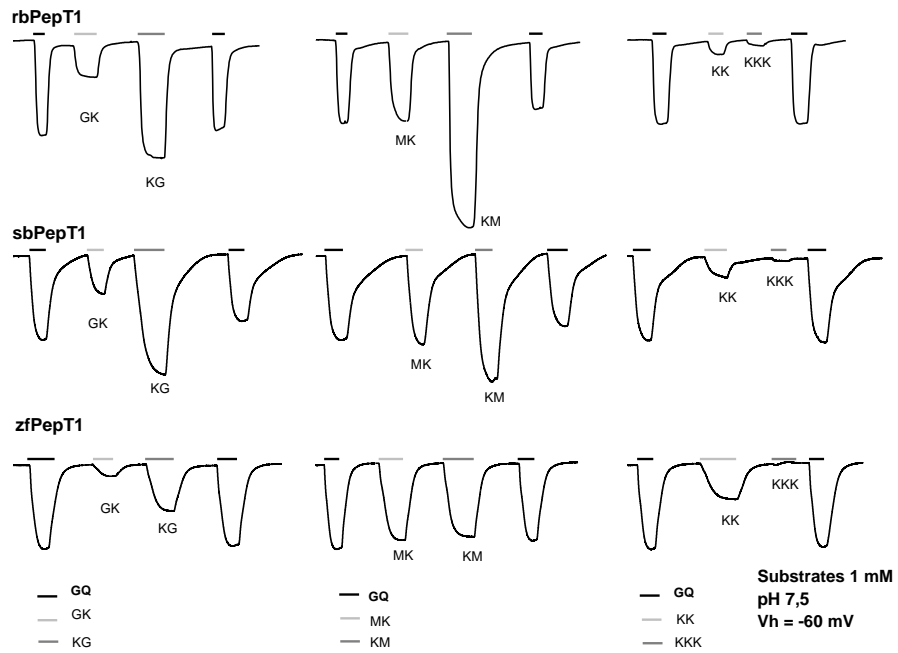 rbPepT1
GK
KG
MK
KM
KK
KKK
sbPepT1
GK
KG
MK
KM
KK
KKK
zfPepT1
GK
KG
MK
KM
KK
KKK
GQ
GK
KG
GQ
MK
KM
GQ
KK
KKK
Substrates 1 mM
pH 7,5
Vh = -60 mV